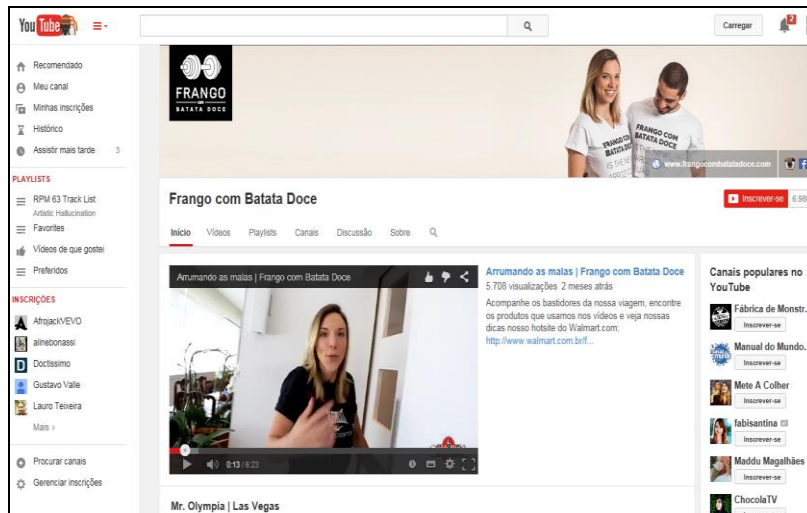 You Tube
Carregar
2
Recomendado
Meu canal
Minhas inscrições
Histórico
Assistir mais tarde 3
PLAYLISTS
RPM 63 Track List
Artistic Hallucination
Favorites
Vídeos de que gostei
Preferidos
INSCRIÇÕES
AfrojackVEVO
alinebonassi
Doctissimo
Gustavo Valle
Lauro Teixeira
Mais ›
Procurar canais
Gerenciar inscrições
FRANGO
COM
BATATA DOCE
FRANGO COM
BATATA DOCE
www.frangocombatatadoce.com
Frango com Batata Doce
Inscrever-se
Início Vídeos Playlists Canais Discussão Sobre
Arrumando as malas | Frango com Batata Doce
0:13 / 6:23
Arrumando as malas | Frango com Batata Doce
5.708 visualizações 2 meses atrás
Acompanhe os bastidores da nossa viagem, encontre
os produtos que usamos nos vídeos e veja nossas
dicas nosso hotsite do Walmart.com:
http://www.walmart.com.br/f...
Mr. Olympia | Las Vegas
Canais populares no
YouTube
Fábrica de Monstr.
Inscrever-se
Manual do Mundo.
Inscrever-se
Mete A Colher
Inscrever-se
fabisantina
Inscrever-se
Maddu Magalhães
Inscrever-se
ChocolaTV